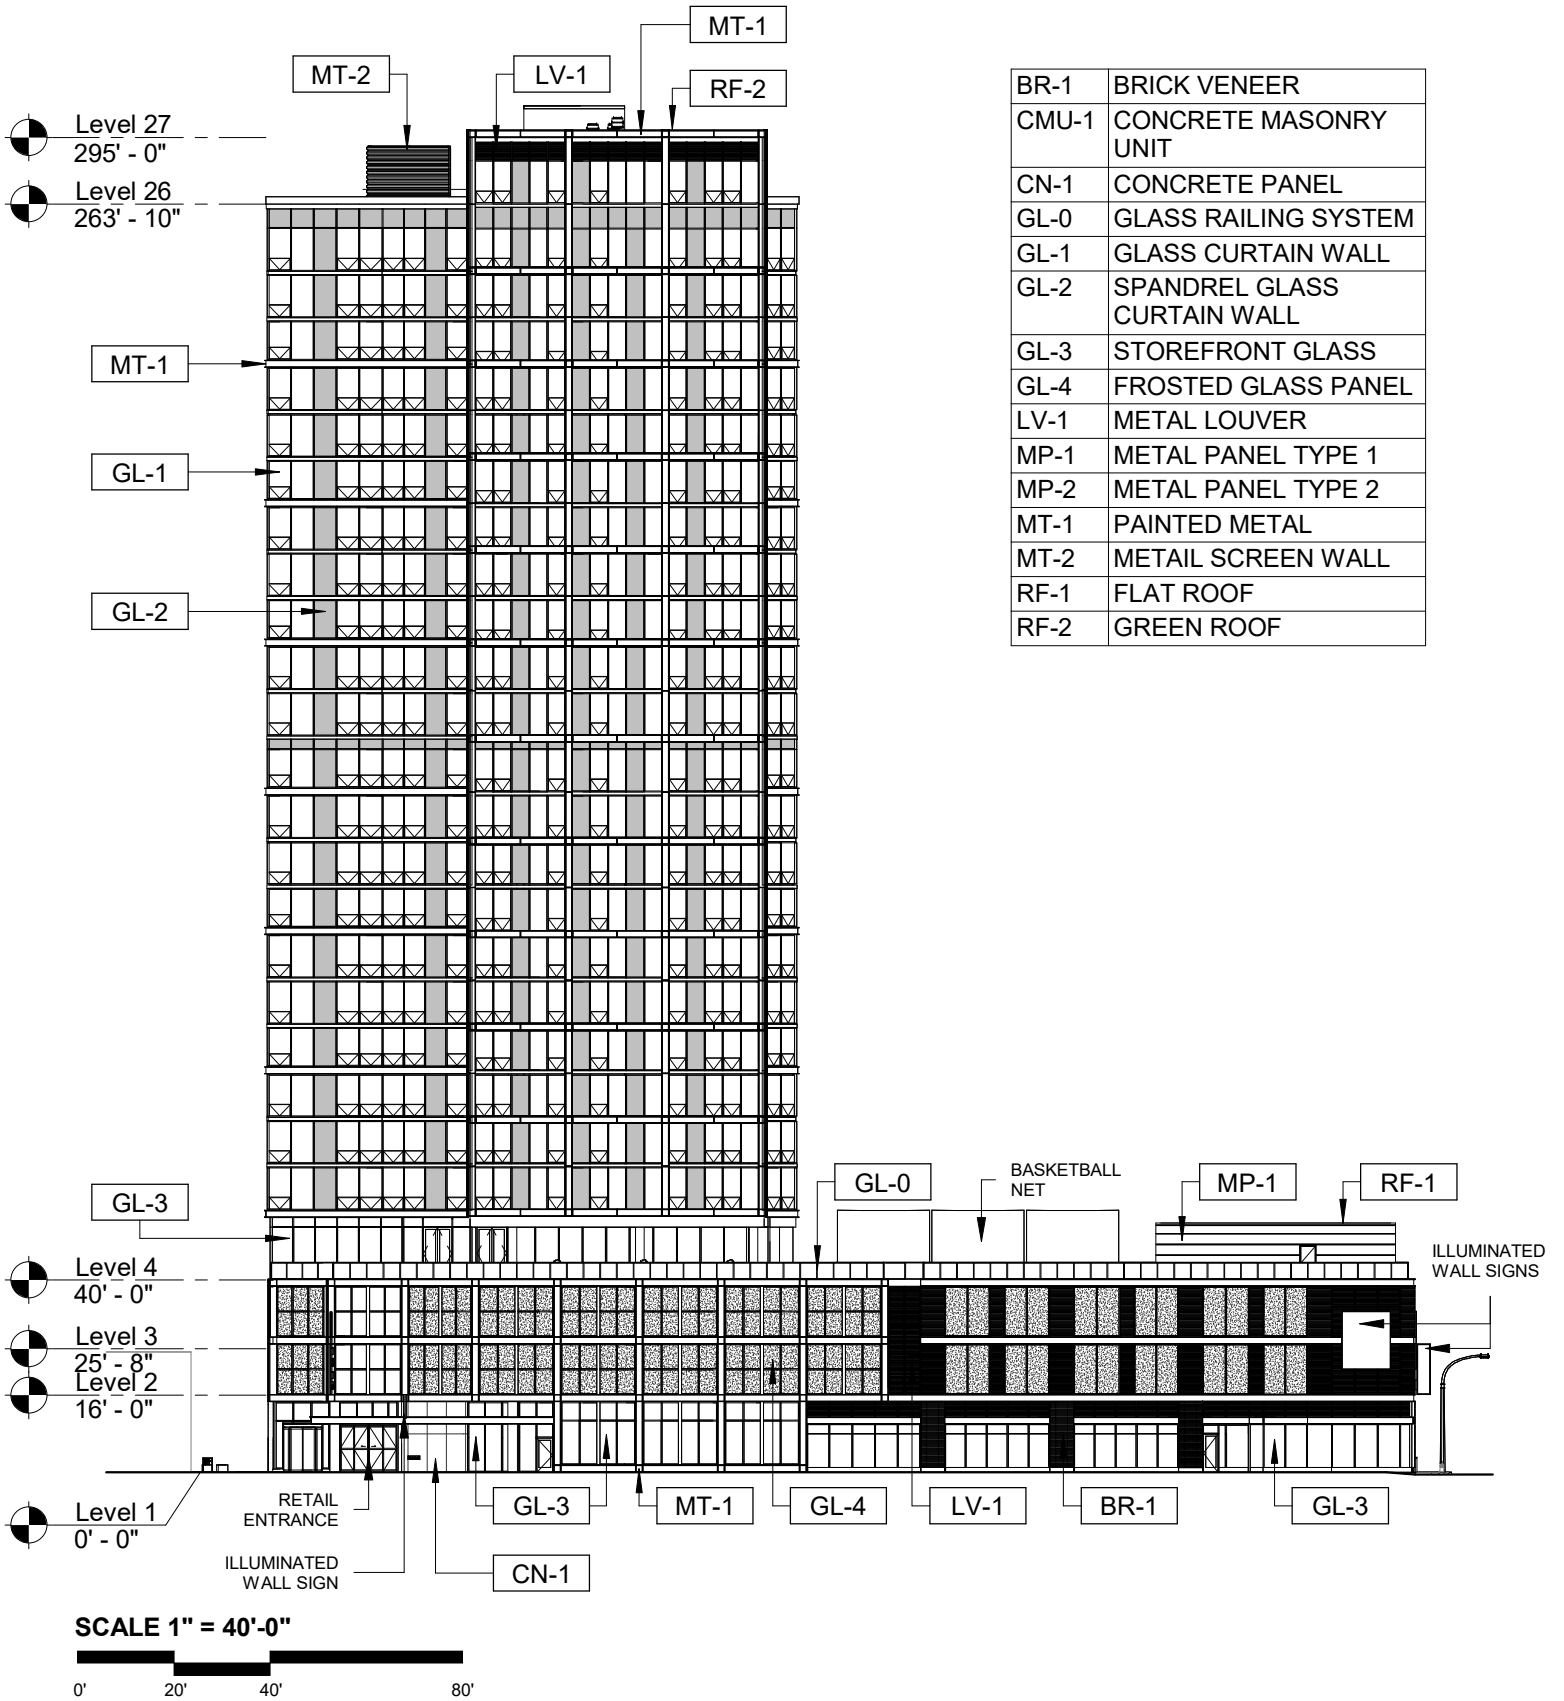 MT-1
MT-2
LV-1
RF-2
Level 27
295' - 0"
Level 26
263' - 10"
BR-1 BRICK VENEER
CMU-1 CONCRETE MASONRY
UNIT
CN-1 CONCRETE PANEL
GL-0 GLASS RAILING SYSTEM
GL-1 GLASS CURTAIN WALL
GL-2 SPANDREL GLASS
CURTAIN WALL
GL-3 STOREFRONT GLASS
GL-4 FROSTED GLASS PANEL
LV-1 METAL LOUVER
MP-1 METAL PANEL TYPE 1
MP-2 METAL PANEL TYPE 2
MT-1 PAINTED METAL
MT-2 METAIL SCREEN WALL
RF-1 FLAT ROOF
RF-2 GREEN ROOF
MT-1
GL-1
GL-2
GL-3
GL-0
BASKETBALL
NET
MP-1
RF-1
ILLUMINATED
WALL SIGNS
Level 4
40' - 0"
Level 3
25' - 8"
Level 2
16' - 0"
Level 1
0' - 0"
RETAIL
ENTRANCE
GL-3
MT-1
GL-4
LV-1
BR-1
GL-3
ILLUMINATED
WALL SIGN
CN-1
SCALE 1" = 40'-0"
0' 20' 40' 80'